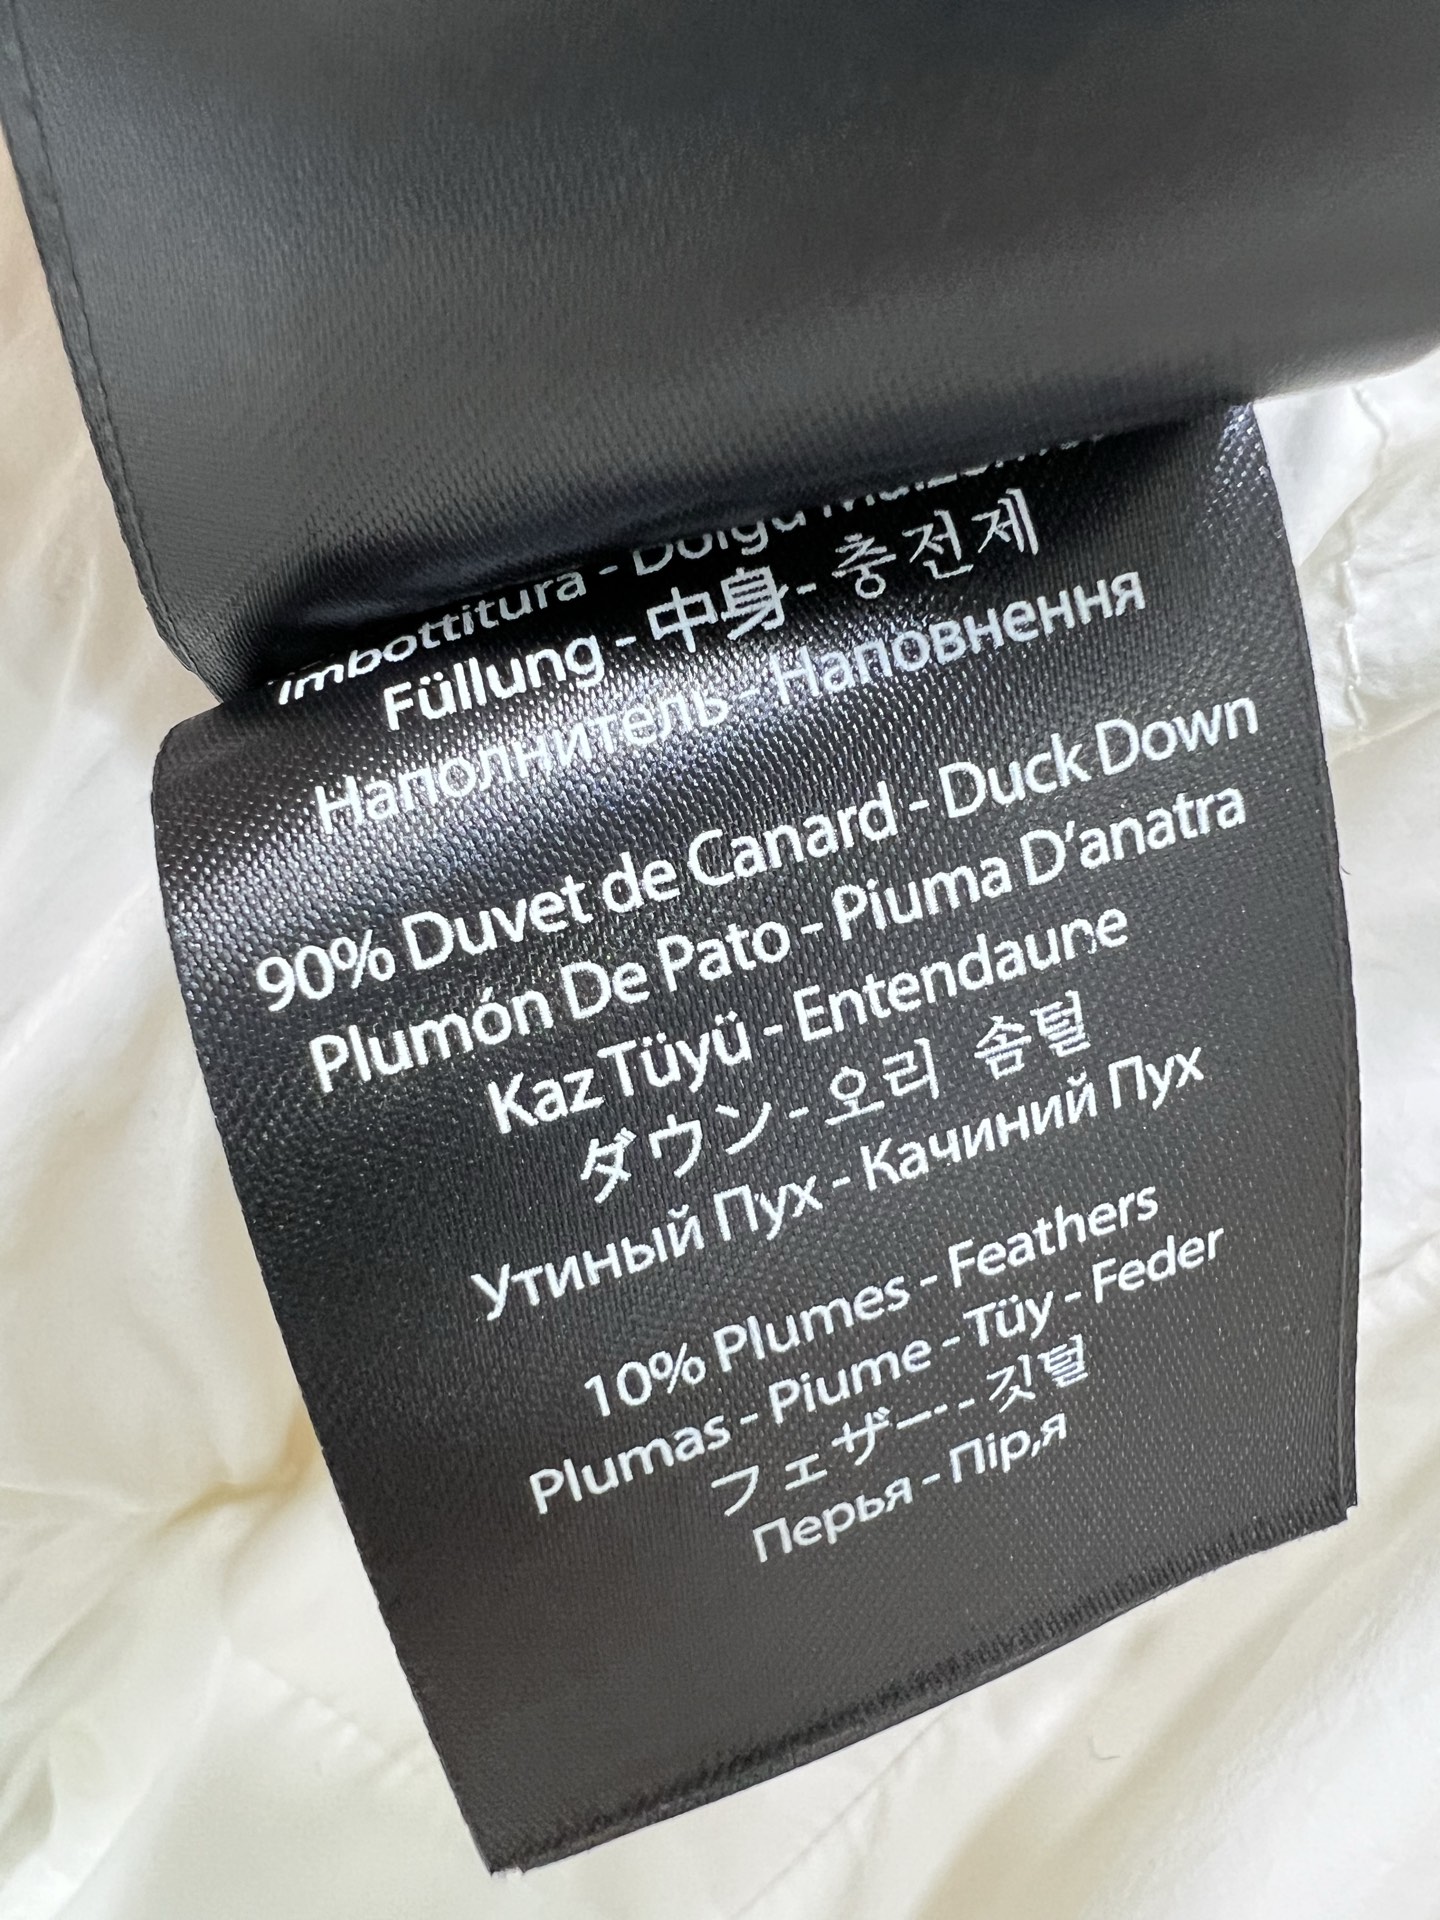 imbottitura - Dolgu
Füllung - 中身 - 충전제
Наполнитель - Наповнення
90% Duvet de Canard - Duck Down
Plumón De Pato - Piuma D'anatra
Kaz Tüyü - Entendaune
ダウン - 오리 솜털
Утиный Пух - Качиний Пух
10% Plumes - Feathers
Plumas - Piume - Tüy - Feder
フェザー-- 깃털
Перья - Пір,я